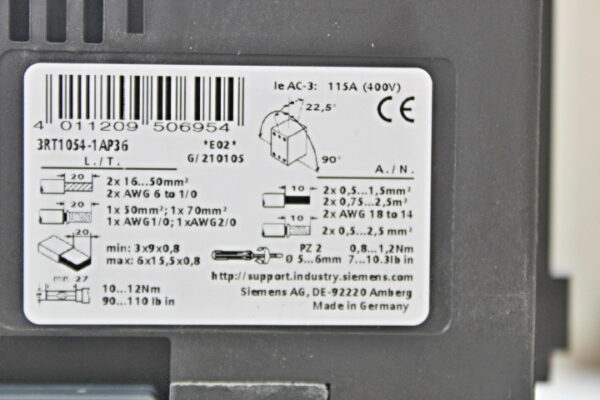 Ie AC-3: 115A (400V)
4 011209 506954
22,5°
CE
3RT1054-1AP36
"E02"
G/210105
90°
L./T.
A./N.
20
2x 16...50mm²
2x AWG 6 to 1/0
10
2x 0,5...1,5mm²
2x 0,75...2,5m²
2x AWG 18 to 14
20
1x 50mm²; 1x 70mm²
1x AWG1/0; 1xAWG2/0
10
2x 0,5...2,5 mm²
20
min: 3x9x0,8
max: 6x15,5x0,8
PZ 2
0,8...1,2Nm
Ø 5...6mm 7...10.3lb in
min 27
10...12Nm
90...110 lb in
http://support.industry.siemens.com
Siemens AG, DE-92220 Amberg
Made in Germany